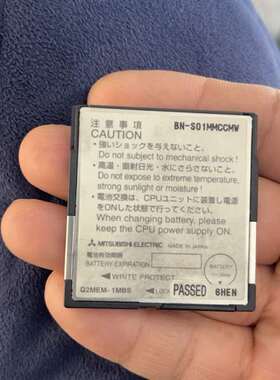 注意事項 BN-S01MMCCMW
CAUTION
・強いショックを与えないこと。
Do not subject to mechanical shock!
・高温・直射日光・水にさらさないこと。
Do not expose to extreme temperature,
strong sunlight or moisture!
・電池交換は、CPUユニットに装着し電源
をONした状態で行ってください。
When changing battery, please
keep the CPU power supply ON.
MITSUBISHI ELECTRIC MADE IN JAPAN
電池有効期限
BATTERY EXPIRATION
BATTERY
WRITE PROTECT
Q2MEM-1MBS LOCK PASSED 6HEN